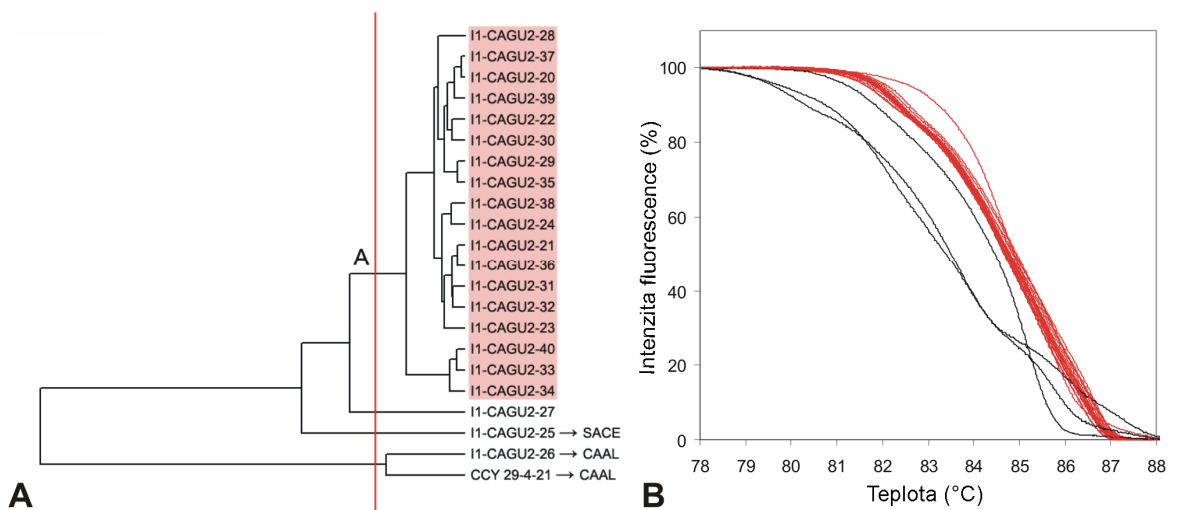 I1-CAGU2-28
I1-CAGU2-37
I1-CAGU2-20
I1-CAGU2-39
I1-CAGU2-22
I1-CAGU2-30
I1-CAGU2-29
I1-CAGU2-35
I1-CAGU2-38
I1-CAGU2-24
I1-CAGU2-21
I1-CAGU2-36
I1-CAGU2-31
I1-CAGU2-32
I1-CAGU2-23
I1-CAGU2-40
I1-CAGU2-33
I1-CAGU2-34
I1-CAGU2-27
I1-CAGU2-25 → SACE
I1-CAGU2-26 → CAAL
CCY 29-4-21 → CAAL
A
A
Intenzita fluorescence (%)
100
80
60
40
20
0
78 79 80 81 82 83 84 85 86 87 88
Teplota (°C)
B